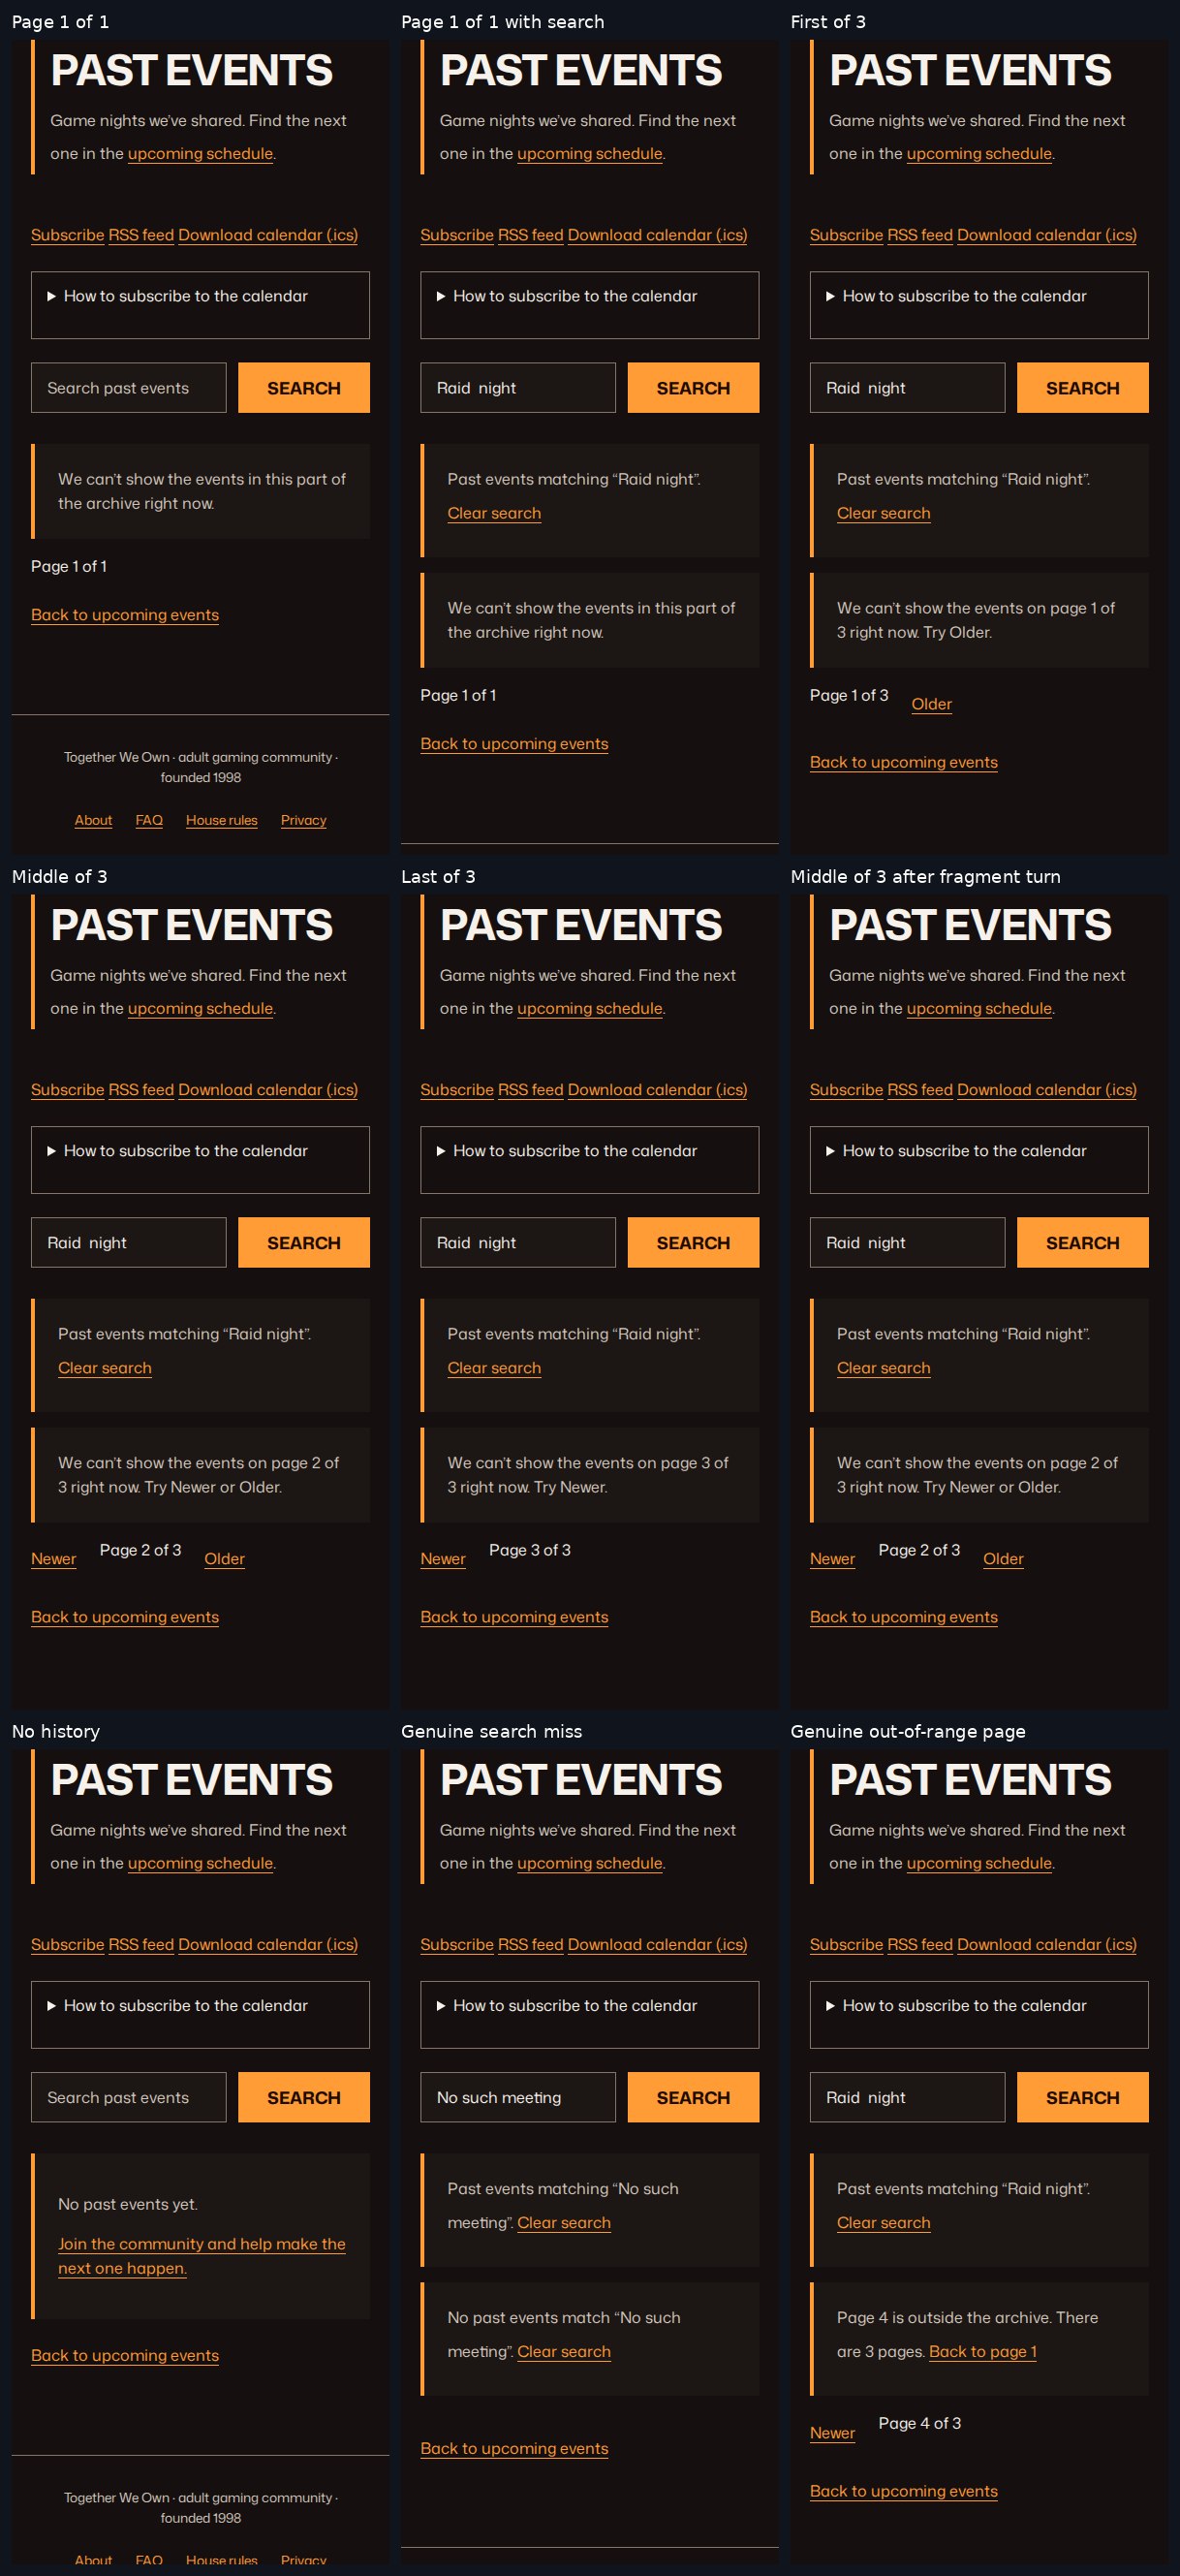 Page 1 of 1
PAST EVENTS
Game nights we’ve shared. Find the next
one in the upcoming schedule.
Subscribe RSS feed Download calendar (.ics)
How to subscribe to the calendar
Search past events
SEARCH
We can’t show the events in this part of
the archive right now.
Page 1 of 1
Back to upcoming events
Together We Own · adult gaming community ·
founded 1998
About FAQ House rules Privacy
Page 1 of 1 with search
PAST EVENTS
Game nights we’ve shared. Find the next
one in the upcoming schedule.
Subscribe RSS feed Download calendar (.ics)
How to subscribe to the calendar
Raid  night
SEARCH
Past events matching “Raid night”.
Clear search
We can’t show the events in this part of
the archive right now.
Page 1 of 1
Back to upcoming events
First of 3
PAST EVENTS
Game nights we’ve shared. Find the next
one in the upcoming schedule.
Subscribe RSS feed Download calendar (.ics)
How to subscribe to the calendar
Raid  night
SEARCH
Past events matching “Raid night”.
Clear search
We can’t show the events on page 1 of
3 right now. Try Older.
Page 1 of 3 Older
Back to upcoming events
Middle of 3
PAST EVENTS
Game nights we’ve shared. Find the next
one in the upcoming schedule.
Subscribe RSS feed Download calendar (.ics)
How to subscribe to the calendar
Raid  night
SEARCH
Past events matching “Raid night”.
Clear search
We can’t show the events on page 2 of
3 right now. Try Newer or Older.
Newer Page 2 of 3 Older
Back to upcoming events
Last of 3
PAST EVENTS
Game nights we’ve shared. Find the next
one in the upcoming schedule.
Subscribe RSS feed Download calendar (.ics)
How to subscribe to the calendar
Raid  night
SEARCH
Past events matching “Raid night”.
Clear search
We can’t show the events on page 3 of
3 right now. Try Newer.
Newer Page 3 of 3
Back to upcoming events
Middle of 3 after fragment turn
PAST EVENTS
Game nights we’ve shared. Find the next
one in the upcoming schedule.
Subscribe RSS feed Download calendar (.ics)
How to subscribe to the calendar
Raid  night
SEARCH
Past events matching “Raid night”.
Clear search
We can’t show the events on page 2 of
3 right now. Try Newer or Older.
Newer Page 2 of 3 Older
Back to upcoming events
No history
PAST EVENTS
Game nights we’ve shared. Find the next
one in the upcoming schedule.
Subscribe RSS feed Download calendar (.ics)
How to subscribe to the calendar
Search past events
SEARCH
No past events yet.
Join the community and help make the
next one happen.
Back to upcoming events
Together We Own · adult gaming community ·
founded 1998
About FAQ House rules Privacy
Genuine search miss
PAST EVENTS
Game nights we’ve shared. Find the next
one in the upcoming schedule.
Subscribe RSS feed Download calendar (.ics)
How to subscribe to the calendar
No such meeting
SEARCH
Past events matching “No such
meeting”. Clear search
No past events match “No such
meeting”. Clear search
Back to upcoming events
Genuine out-of-range page
PAST EVENTS
Game nights we’ve shared. Find the next
one in the upcoming schedule.
Subscribe RSS feed Download calendar (.ics)
How to subscribe to the calendar
Raid  night
SEARCH
Past events matching “Raid night”.
Clear search
Page 4 is outside the archive. There
are 3 pages. Back to page 1
Newer Page 4 of 3
Back to upcoming events